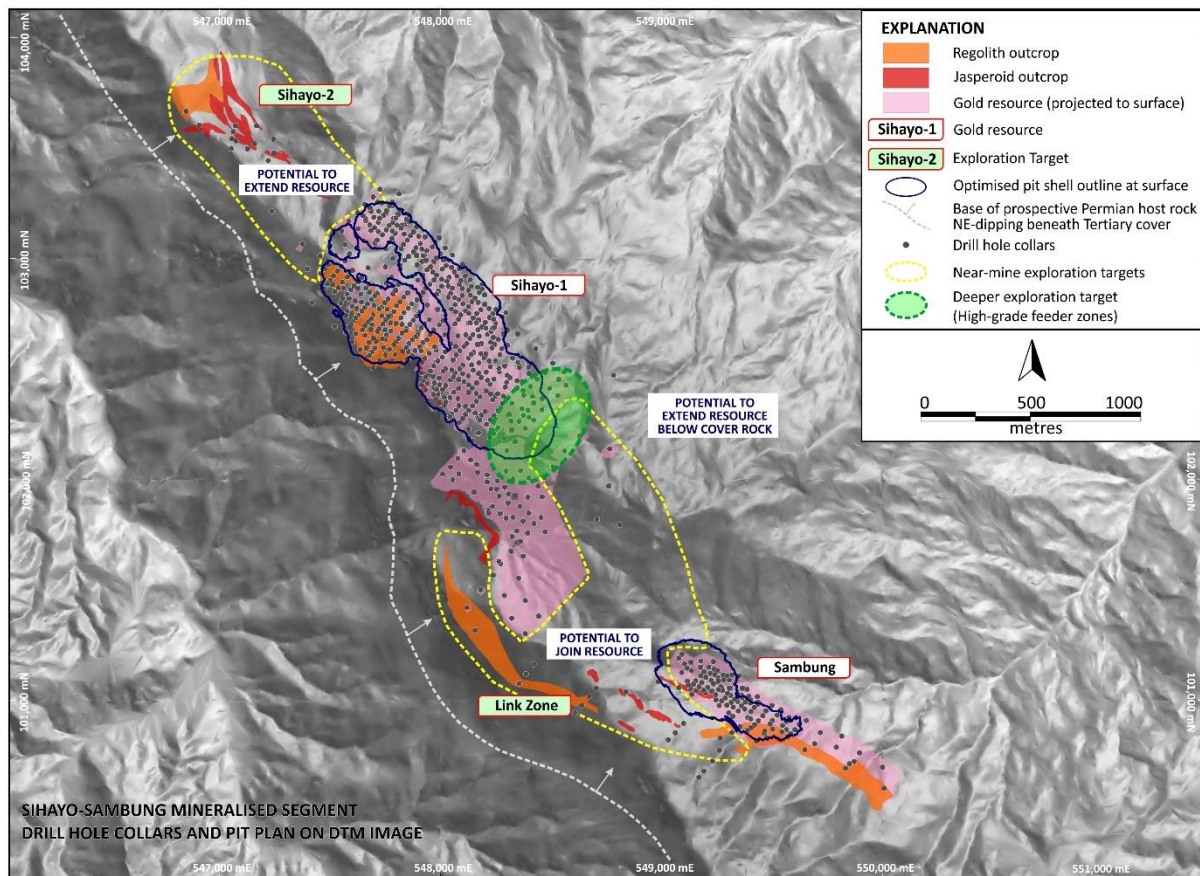 547,000 mE
548,000 mE
549,000 mE
104,000 mN
103,000 mN
102,000 mN
101,000 mN
Sihayo-2
POTENTIAL TO
EXTEND RESOURCE
Sihayo-1
POTENTIAL TO
EXTEND RESOURCE
BELOW COVER ROCK
POTENTIAL TO
JOIN RESOURCE
Sambung
Link Zone
EXPLANATION
Regolith outcrop
Jasperoid outcrop
Gold resource (projected to surface)
Sihayo-1 Gold resource
Sihayo-2 Exploration Target
Optimised pit shell outline at surface
Base of prospective Permian host rock
NE-dipping beneath Tertiary cover
Drill hole collars
Near-mine exploration targets
Deeper exploration target
(High-grade feeder zones)
0 500 1000
metres
102,000 mN
101,000 mN
SIHAYO-SAMBUNG MINERALISED SEGMENT
DRILL HOLE COLLARS AND PIT PLAN ON DTM IMAGE
547,000 mE
548,000 mE
549,000 mE
550,000 mE
551,000 mE